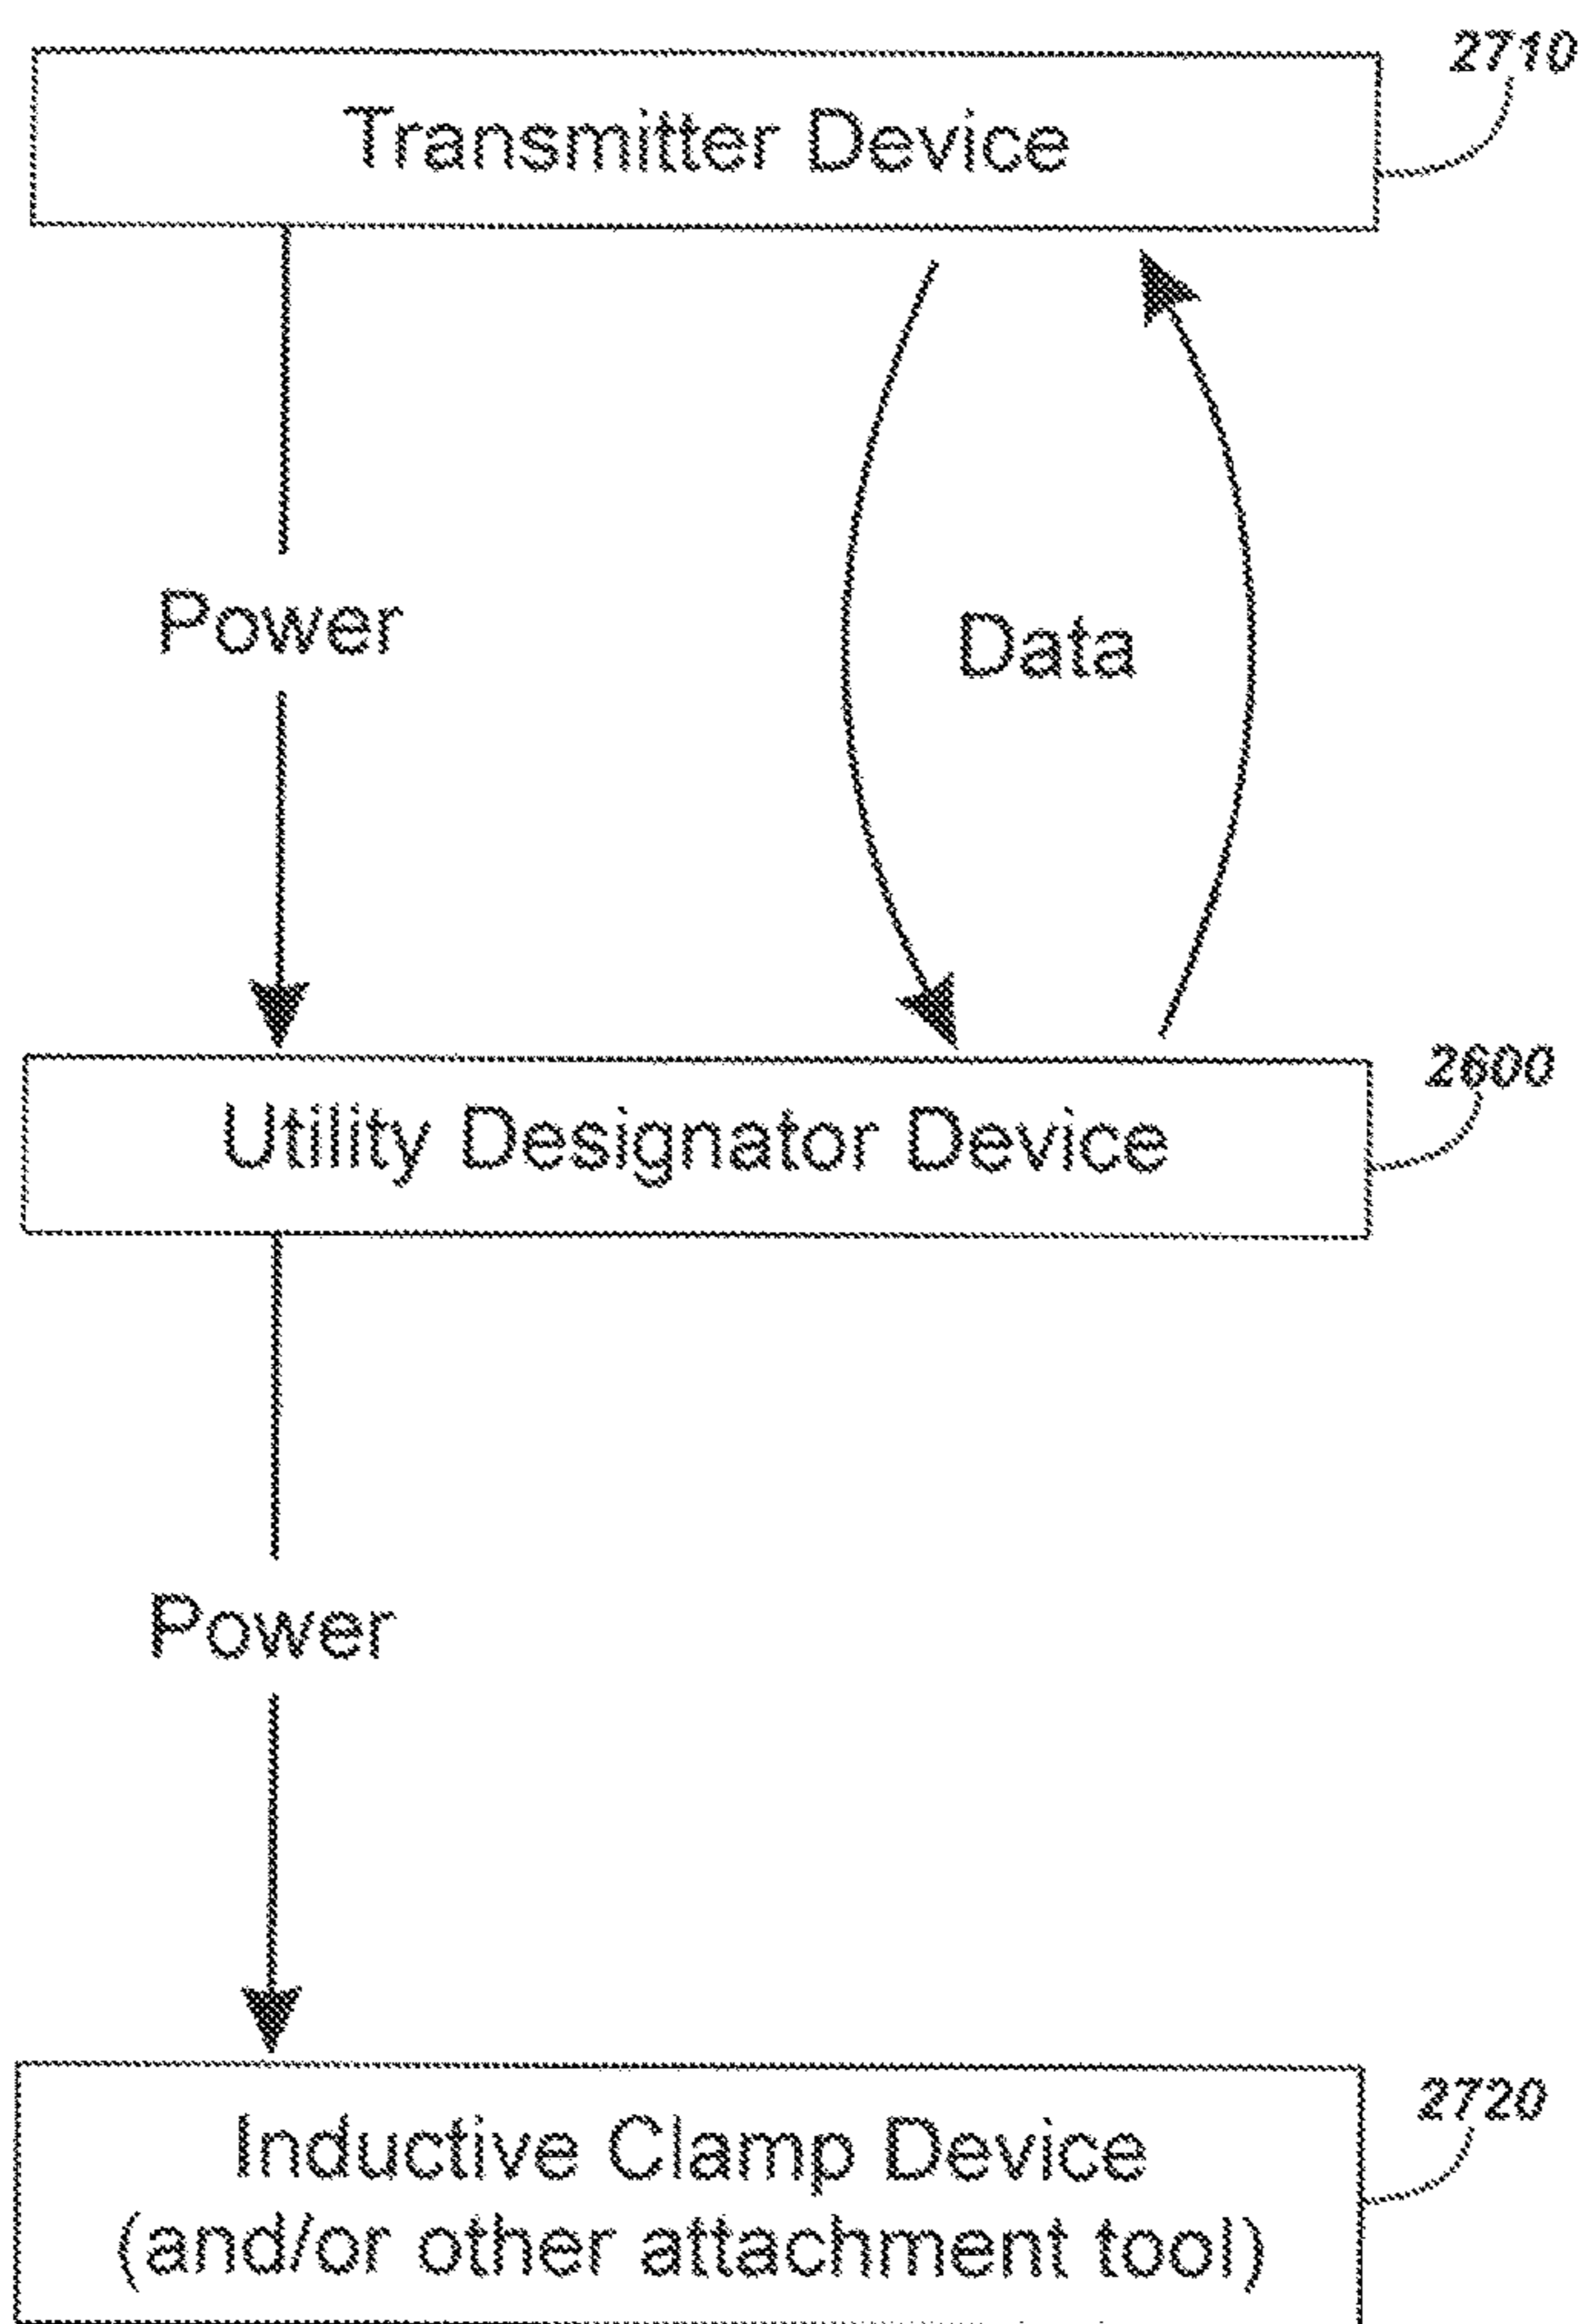 2710
Transmitter Device
Power
Data
2600
Utility Designator Device
Power
2720
Inductive Clamp Device
(and/or other attachment tool)